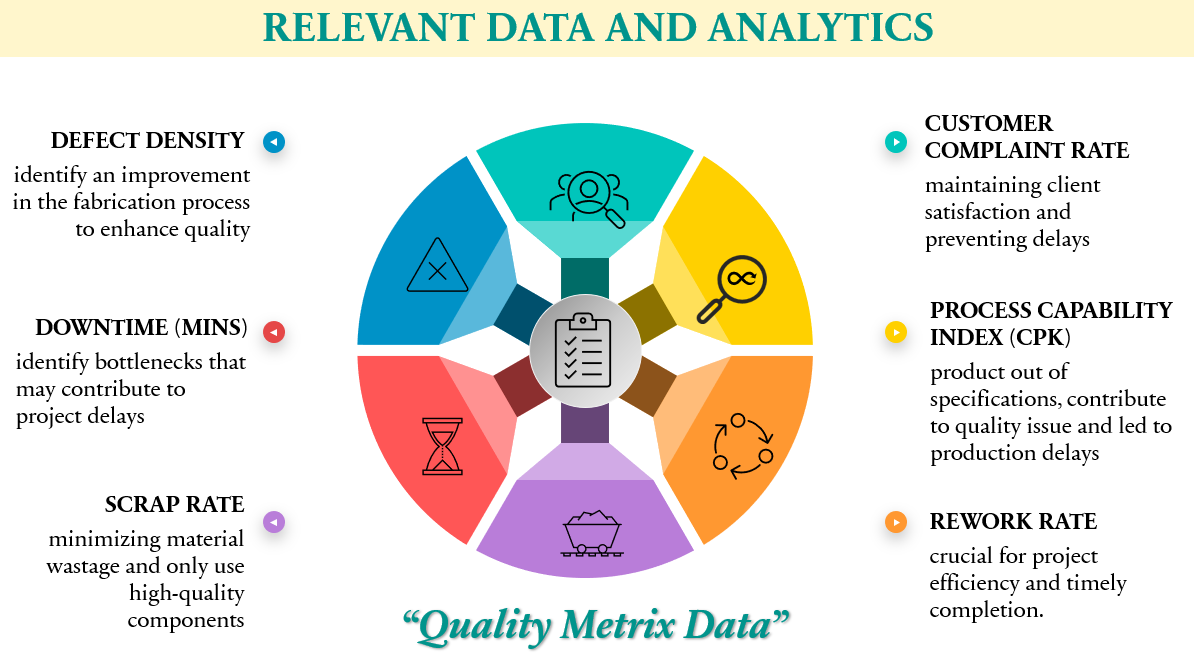 RELEVANT DATA AND ANALYTICS
DEFECT DENSITY
identify an improvement
in the fabrication process
to enhance quality
DOWNTIME (MINS)
identify bottlenecks that
may contribute to
project delays
SCRAP RATE
minimizing material
wastage and only use
high-quality
components
CUSTOMER
COMPLAINT RATE
maintaining client
satisfaction and
preventing delays
PROCESS CAPABILITY
INDEX (CPK)
product out of
specifications, contribute
to quality issue and led to
production delays
REWORK RATE
crucial for project
efficiency and timely
completion.
“Quality Metrix Data”